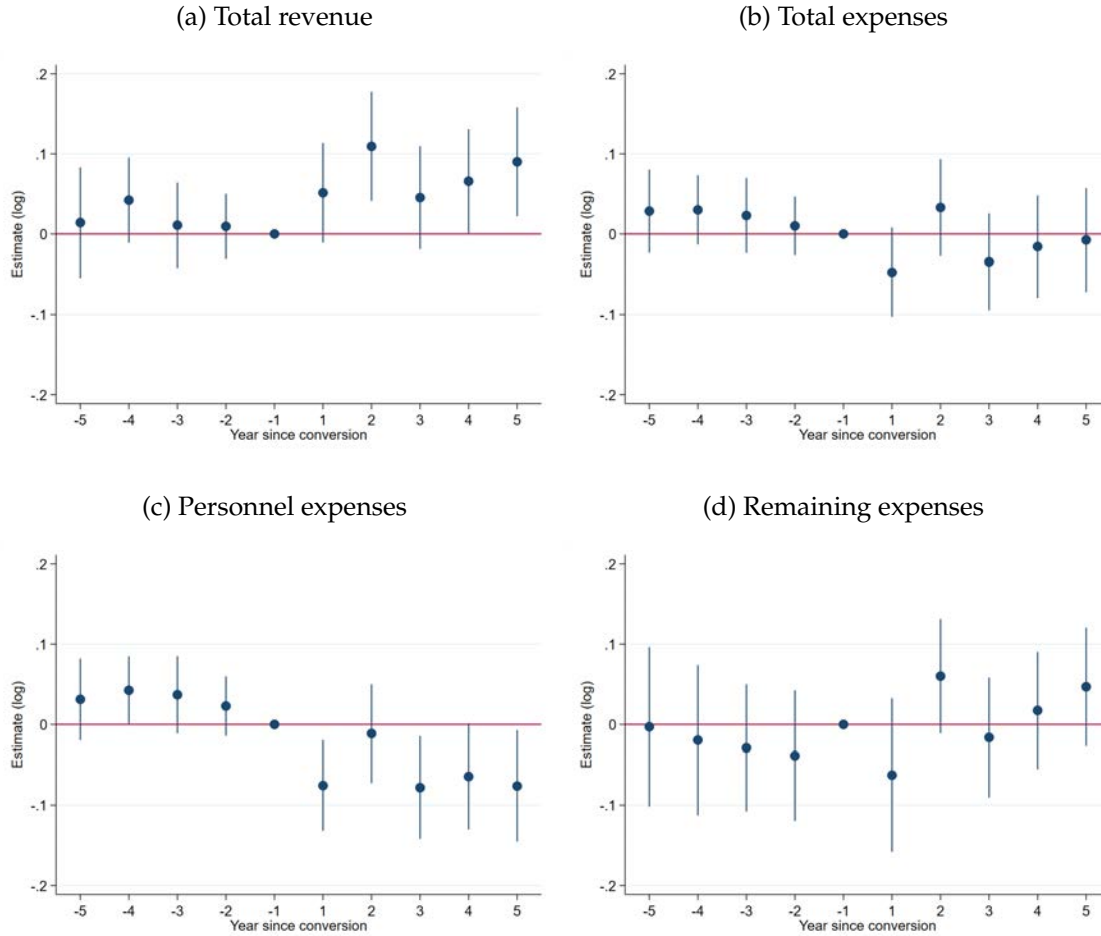 (a) Total revenue
.2
.1
0
-.1
-.2
Estimate (log)
-5 -4 -3 -2 -1 1 2 3 4 5
Year since conversion
(b) Total expenses
.2
.1
0
-.1
-.2
Estimate (log)
-5 -4 -3 -2 -1 1 2 3 4 5
Year since conversion
(c) Personnel expenses
.2
.1
0
-.1
-.2
Estimate (log)
-5 -4 -3 -2 -1 1 2 3 4 5
Year since conversion
(d) Remaining expenses
.2
.1
0
-.1
-.2
Estimate (log)
-5 -4 -3 -2 -1 1 2 3 4 5
Year since conversion